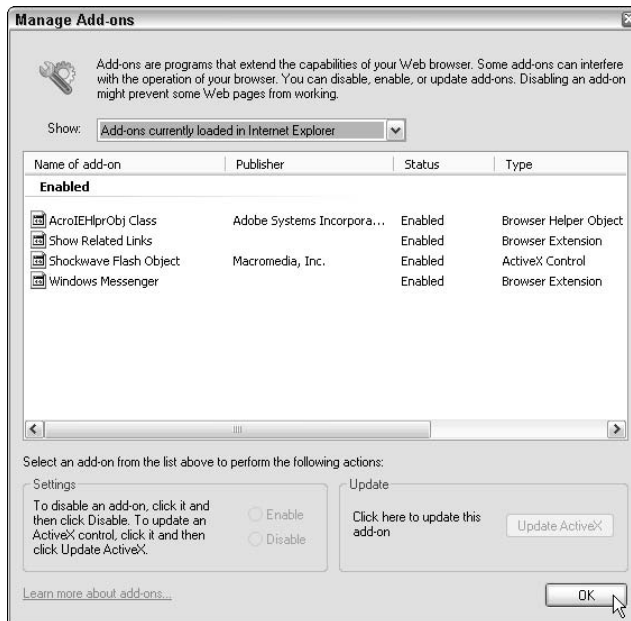 Manage Add-ons
Add-ons are programs that extend the capabilities of your Web browser. Some add-ons can interfere
with the operation of your browser. You can disable, enable, or update add-ons. Disabling an add-on
might prevent some Web pages from working.
Show: Add-ons currently loaded in Internet Explorer
Name of add-on Publisher Status Type
Enabled
AcroIEHlprObj Class Adobe Systems Incorpora... Enabled Browser Helper Object
Show Related Links Enabled Browser Extension
Shockwave Flash Object Macromedia, Inc. Enabled ActiveX Control
Windows Messenger Enabled Browser Extension
Select an add-on from the list above to perform the following actions:
Settings
To disable an add-on, click it and
then click Disable. To update an
ActiveX control, click it and then
click Update ActiveX.
Enable
Disable
Update
Click here to update this
add-on
Update ActiveX
Learn more about add-ons...
OK